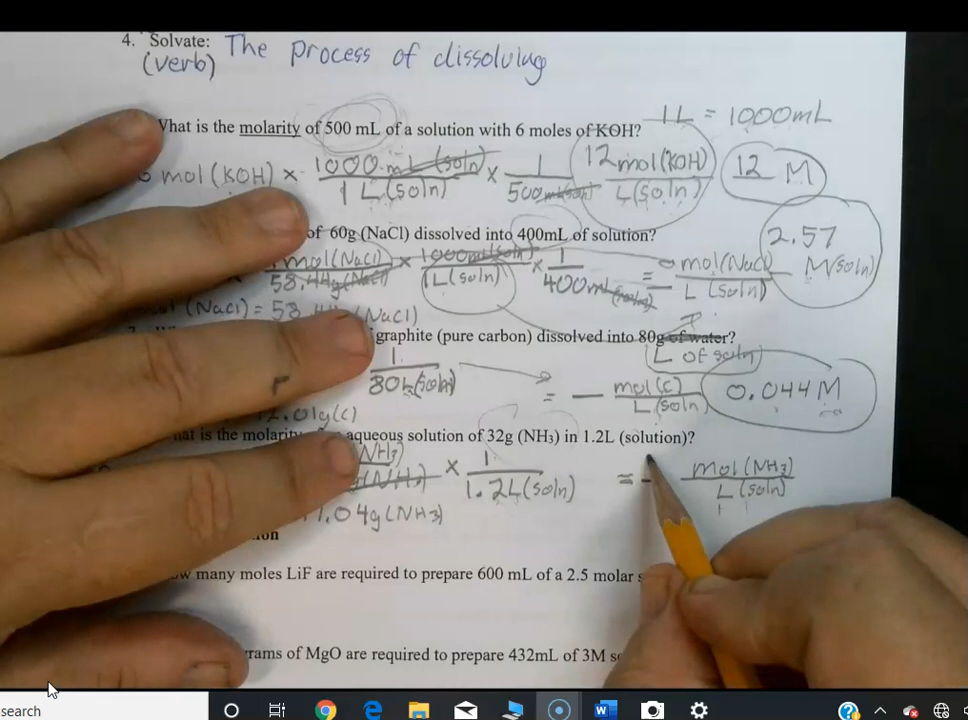 4. Solvate: The process of dissolving
(verb)
What is the molarity of 500 mL of a solution with 6 moles of KOH? 1L = 1000mL
mol(KOH) × 1000 mL (soln) / 1 L (soln) × 1 / 500 mL (soln) 12 mol(KOH) / L(soln) 12 M
of 60g (NaCl) dissolved into 400mL of solution?
mol(NaCl) / 58.44g(NaCl) × 1000ml(soln) / 1L(soln) × 1 / 400mL(soln) = mol(NaCl) / L(soln) 2.57 M(soln)
(NaCl) = 58.44g(NaCl)
graphite (pure carbon) dissolved into 80g of water?
L of soln
1 / 80L(soln) = mol(C) / L(soln) 0.044 M
12.01g(C)
the molarity aqueous solution of 32g (NH3) in 1.2L (solution)?
NH3) / g(NH3) × 1 / 1.2L(soln) = mol(NH3) / L(soln)
.04g(NH3)
many moles LiF are required to prepare 600 mL of a 2.5 molar
of MgO are required to prepare 432mL of 3M
search